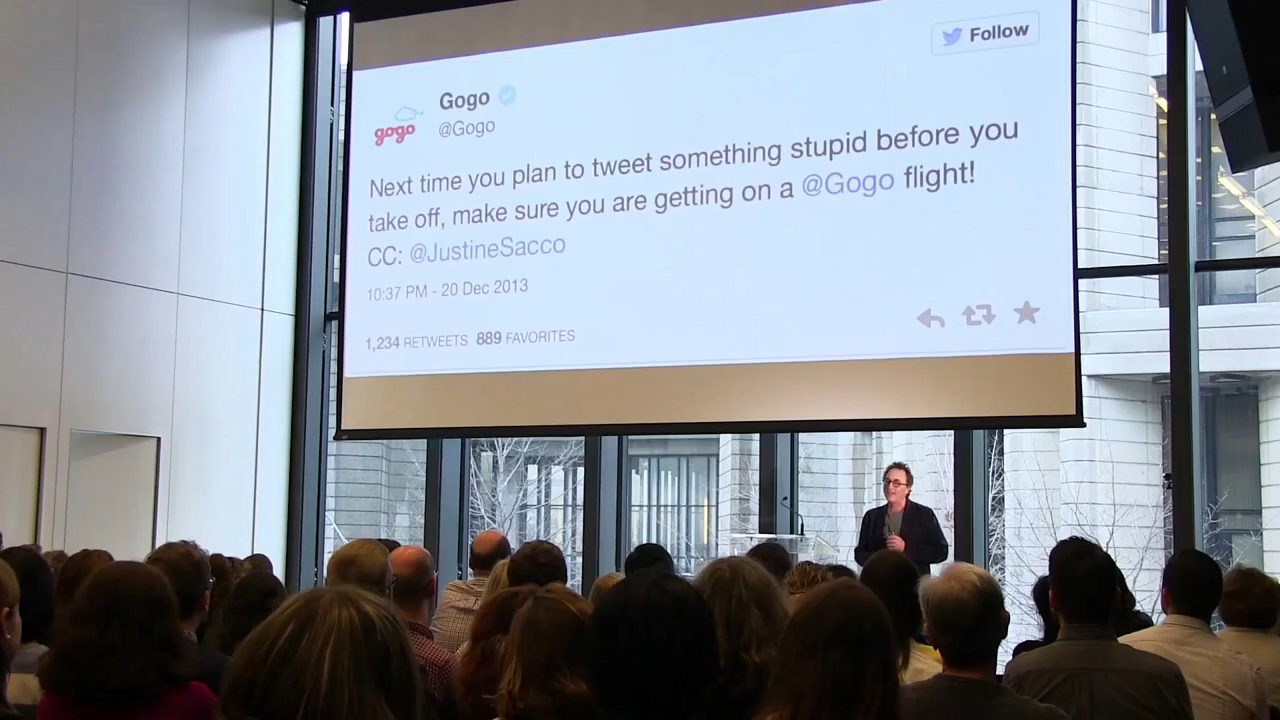 Follow
Gogo
gogo
@Gogo
Next time you plan to tweet something stupid before you
take off, make sure you are getting on a @Gogo flight!
CC: @JustineSacco
10:37 PM - 20 Dec 2013
1,234 RETWEETS 889 FAVORITES